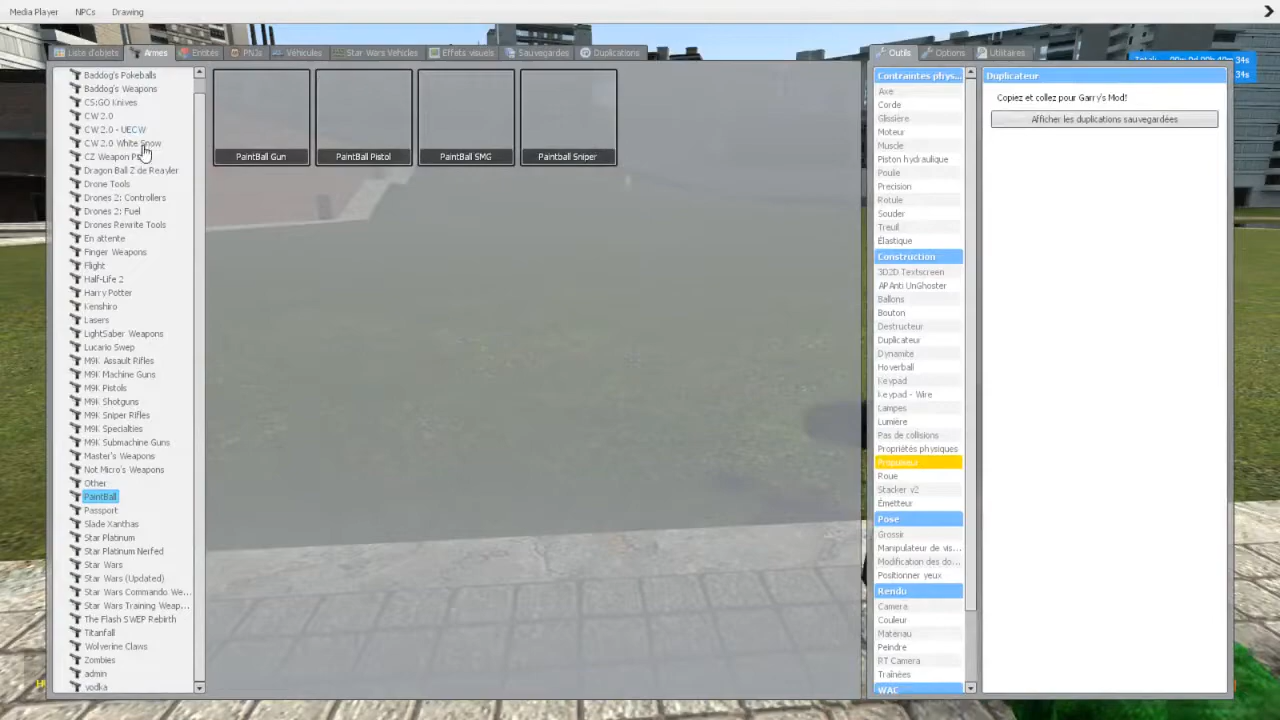 Media Player NPCs Drawing
Liste d'objets Armes Entités PNJs Véhicules Star Wars Vehicles Effets visuels Sauvegardes Duplications
Outils Options Utilitaires
Baddog's Pokeballs
Baddog's Weapons
CS:GO Knives
CW 2.0
CW 2.0 - UECW
CW 2.0 White Snow
CZ Weapon
Dragon Ball Z de Reayler
Drone Tools
Drones 2: Controllers
Drones 2: Fuel
Drones Rewrite Tools
En attente
Finger Weapons
Flight
Half-Life 2
Harry Potter
Kenshiro
Lasers
LightSaber Weapons
Lucario Swep
M9K Assault Rifles
M9K Machine Guns
M9K Pistols
M9K Shotguns
M9K Sniper Rifles
M9K Specialties
M9K Submachine Guns
Master's Weapons
Not Micro's Weapons
Other
PaintBall
Passport
Slade Xanthas
Star Platinum
Star Platinum Nerfed
Star Wars
Star Wars (Updated)
Star Wars Commando We...
Star Wars Training Weap...
The Flash SWEP Rebirth
Titanfall
Wolverine Claws
Zombies
admin
vodka
PaintBall Gun PaintBall Pistol PaintBall SMG Paintball Sniper
Contraintes phys...
Axe
Corde
Glissière
Moteur
Muscle
Piston hydraulique
Poulie
Precision
Rotule
Souder
Treuil
Élastique
Construction
3D2D Textscreen
APAnti UnGhoster
Ballons
Bouton
Destructeur
Duplicateur
Dynamite
Hoverball
Keypad
Keypad - Wire
Lampes
Lumière
Pas de collisions
Propriétés physiques
Propulseur
Roue
Stacker v2
Émetteur
Pose
Grossir
Manipulateur de vis...
Modification des do...
Positionner yeux
Rendu
Camera
Couleur
Matériau
Peindre
RT Camera
Traînées
WAC
Duplicateur
Copiez et collez pour Garry's Mod!
Afficher les duplications sauvegardées